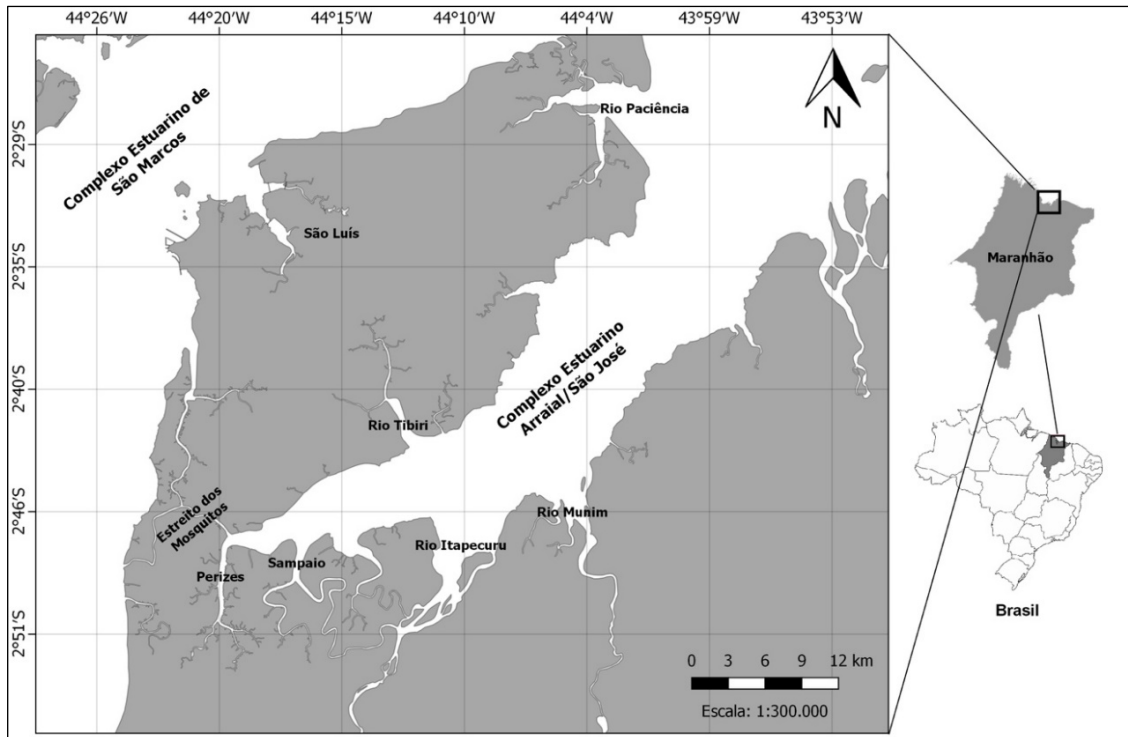 44°26'W
44°20'W
44°15'W
44°10'W
44°4'W
43°59'W
43°53'W
2°29'S
2°35'S
2°40'S
2°46'S
2°51'S
Complexo Estuarino de
São Marcos
Rio Paciência
N
São Luís
Maranhão
Complexo Estuarino
Arraial/São José
Rio Tibiri
Estreito dos
Mosquitos
Rio Munim
Rio Itapecuru
Sampaio
Perizes
Brasil
0 3 6 9 12 km
Escala: 1:300.000